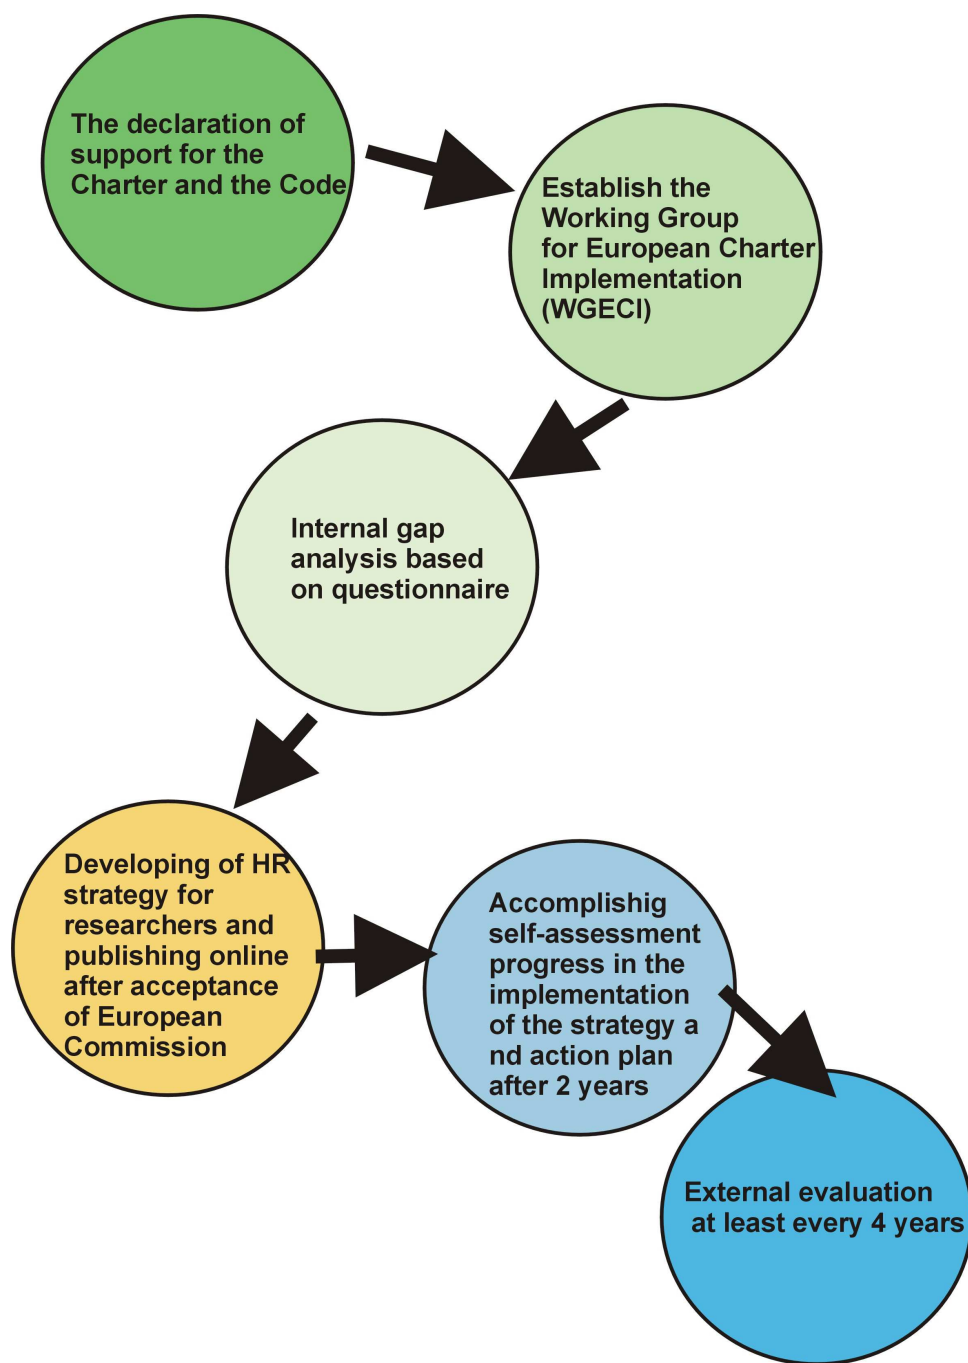 The declaration of
support for the
Charter and the Code
Establish the
Working Group
for European Charter
Implementation
(WGECI)
Internal gap
analysis based
on questionnaire
Developing of HR
strategy for
researchers and
publishing online
after acceptance
of European
Commission
Accomplishig
self-assessment
progress in the
implementation
of the strategy a
nd action plan
after 2 years
External evaluation
at least every 4 years